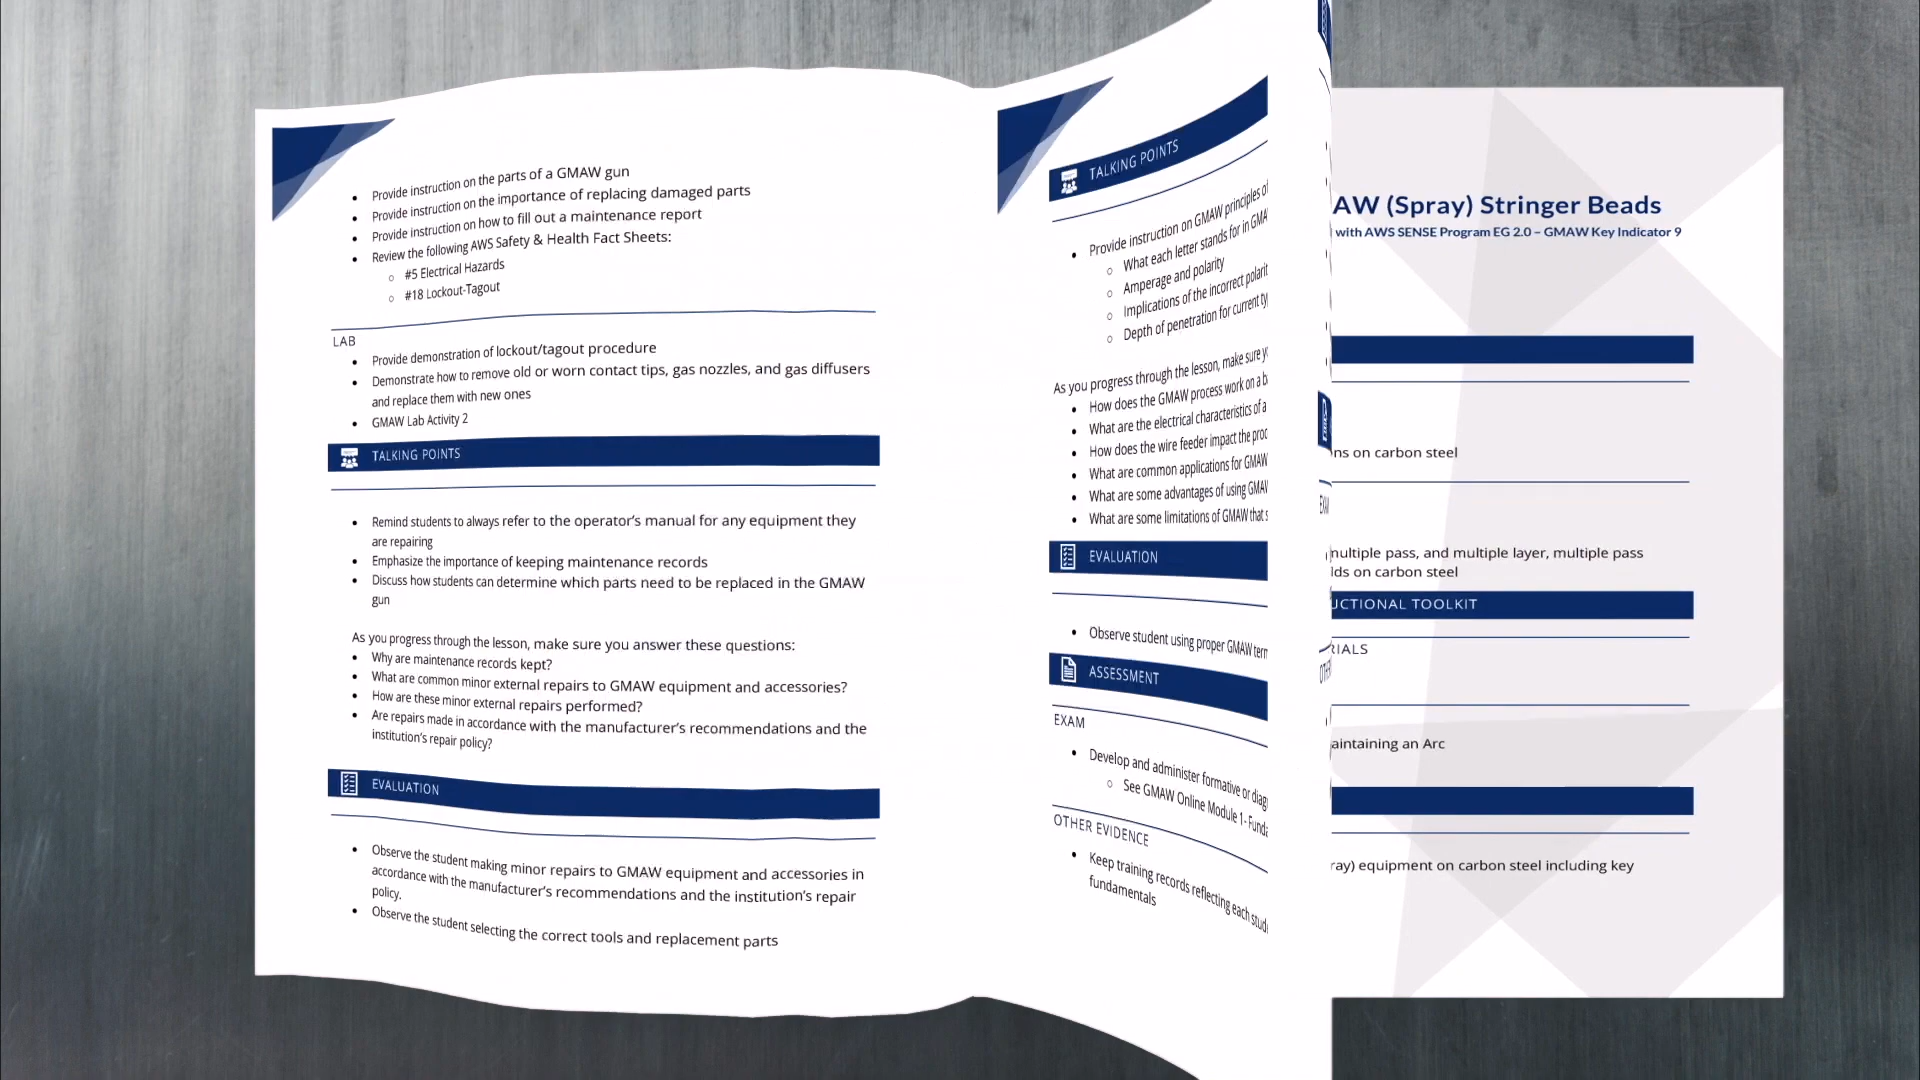 Provide instruction on the parts of a GMAW gun
Provide instruction on the importance of replacing damaged parts
Provide instruction on how to fill out a maintenance report
Review the following AWS Safety & Health Fact Sheets:
#5 Electrical Hazards
#18 Lockout-Tagout
LAB
Provide demonstration of lockout/tagout procedure
Demonstrate how to remove old or worn contact tips, gas nozzles, and gas diffusers
and replace them with new ones
GMAW Lab Activity 2
TALKING POINTS
Remind students to always refer to the operator's manual for any equipment they
are repairing
Emphasize the importance of keeping maintenance records
Discuss how students can determine which parts need to be replaced in the GMAW
gun
As you progress through the lesson, make sure you answer these questions:
Why are maintenance records kept?
What are common minor external repairs to GMAW equipment and accessories?
How are these minor external repairs performed?
Are repairs made in accordance with the manufacturer's recommendations and the
institution's repair policy?
EVALUATION
Observe the student making minor repairs to GMAW equipment and accessories in
accordance with the manufacturer's recommendations and the institution's repair
policy.
Observe the student selecting the correct tools and replacement parts
TALKING POINTS
Provide instruction on GMAW principles of
What each letter stands for in GMA
Amperage and polarity
Implications of the incorrect polarit
Depth of penetration for current ty
As you progress through the lesson, make sure y
How does the GMAW process work on a b
What are the electrical characteristics of a
How does the wire feeder impact the proc
What are common applications for GMAW
What are some advantages of using GMAW
What are some limitations of GMAW that s
EVALUATION
Observe student using proper GMAW term
ASSESSMENT
EXAM
Develop and administer formative or diag
See GMAW Online Module 1- Funda
OTHER EVIDENCE
Keep training records reflecting each stud
fundamentals
AW (Spray) Stringer Beads
with AWS SENSE Program EG 2.0 – GMAW Key Indicator 9
ns on carbon steel
multiple pass, and multiple layer, multiple pass
lds on carbon steel
UCTIONAL TOOLKIT
RIALS
aintaining an Arc
ray) equipment on carbon steel including key